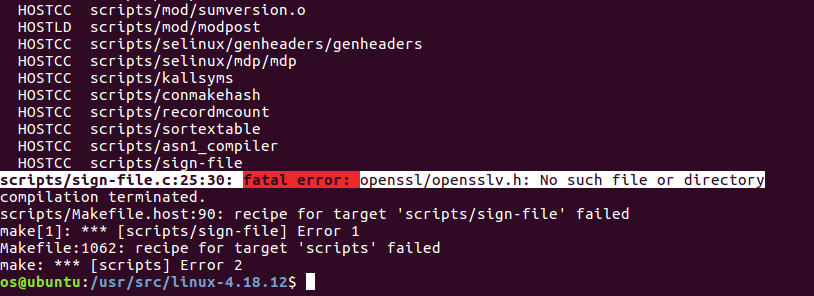 HOSTCC  scripts/mod/sumversion.o
HOSTLD  scripts/mod/modpost
HOSTCC  scripts/selinux/genheaders/genheaders
HOSTCC  scripts/selinux/mdp/mdp
HOSTCC  scripts/kallsyms
HOSTCC  scripts/conmakehash
HOSTCC  scripts/recordmcount
HOSTCC  scripts/sortextable
HOSTCC  scripts/asn1_compiler
HOSTCC  scripts/sign-file
scripts/sign-file.c:25:30: fatal error: openssl/opensslv.h: No such file or directory
compilation terminated.
scripts/Makefile.host:90: recipe for target 'scripts/sign-file' failed
make[1]: *** [scripts/sign-file] Error 1
Makefile:1062: recipe for target 'scripts' failed
make: *** [scripts] Error 2
os@ubuntu:/usr/src/linux-4.18.12$